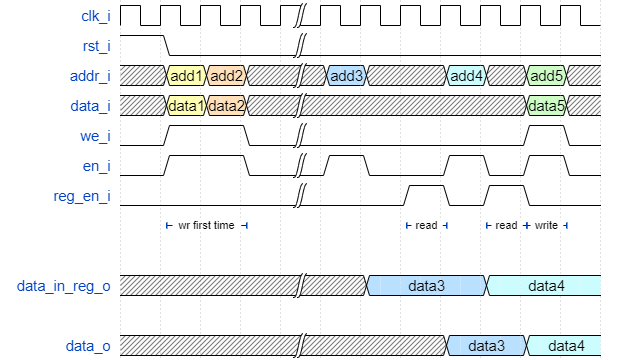 clk_i
rst_i
addr_i add1 add2 add3 add4 add5
data_i data1 data2 data5
we_i
en_i
reg_en_i
wr first time read read write
data_in_reg_o data3 data4
data_o data3 data4